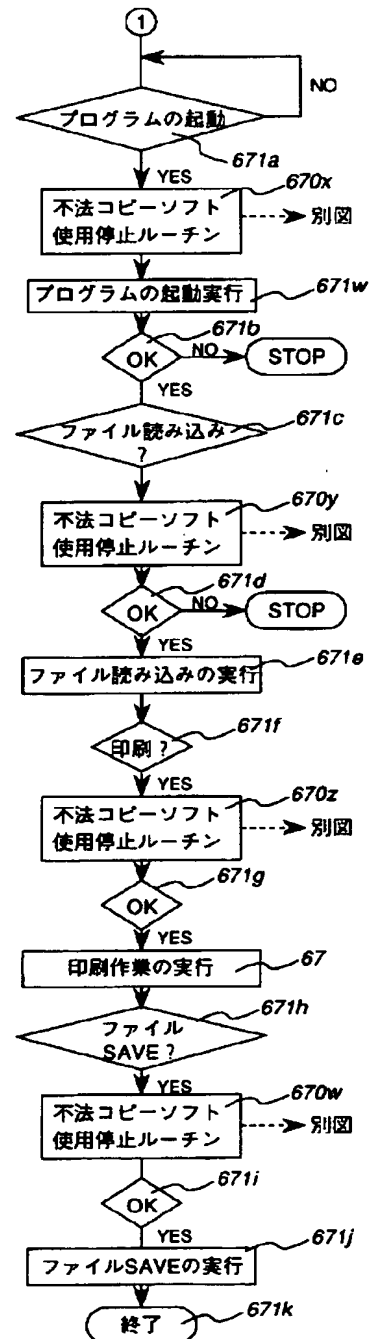 1
NO
プログラムの起動
671a
YES
670x
不法コピーソフト
使用停止ルーチン
別図
プログラムの起動実行
671w
671b
OK
NO
STOP
YES
671c
ファイル読み込み
?
670y
不法コピーソフト
使用停止ルーチン
別図
671d
OK
NO
STOP
YES
671e
ファイル読み込みの実行
671f
印刷?
YES
670z
不法コピーソフト
使用停止ルーチン
別図
671g
OK
YES
印刷作業の実行
67
671h
ファイル
SAVE?
YES
670w
不法コピーソフト
使用停止ルーチン
別図
671i
OK
YES
671j
ファイルSAVEの実行
終了
671k